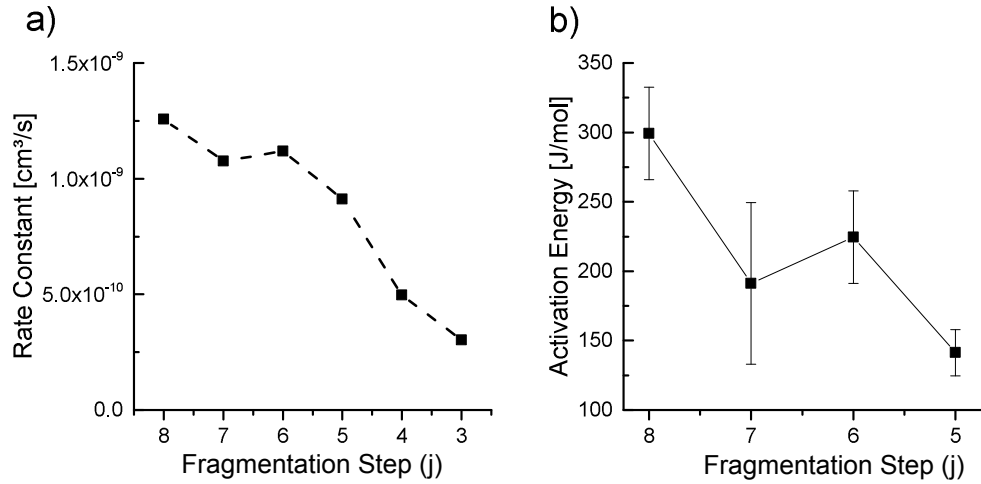 a)
Rate Constant [cm³/s]
1.5x10⁻⁹
1.0x10⁻⁹
5.0x10⁻¹⁰
0.0
8 7 6 5 4 3
Fragmentation Step (j)
b)
Activation Energy [J/mol]
350
300
250
200
150
100
8 7 6 5
Fragmentation Step (j)